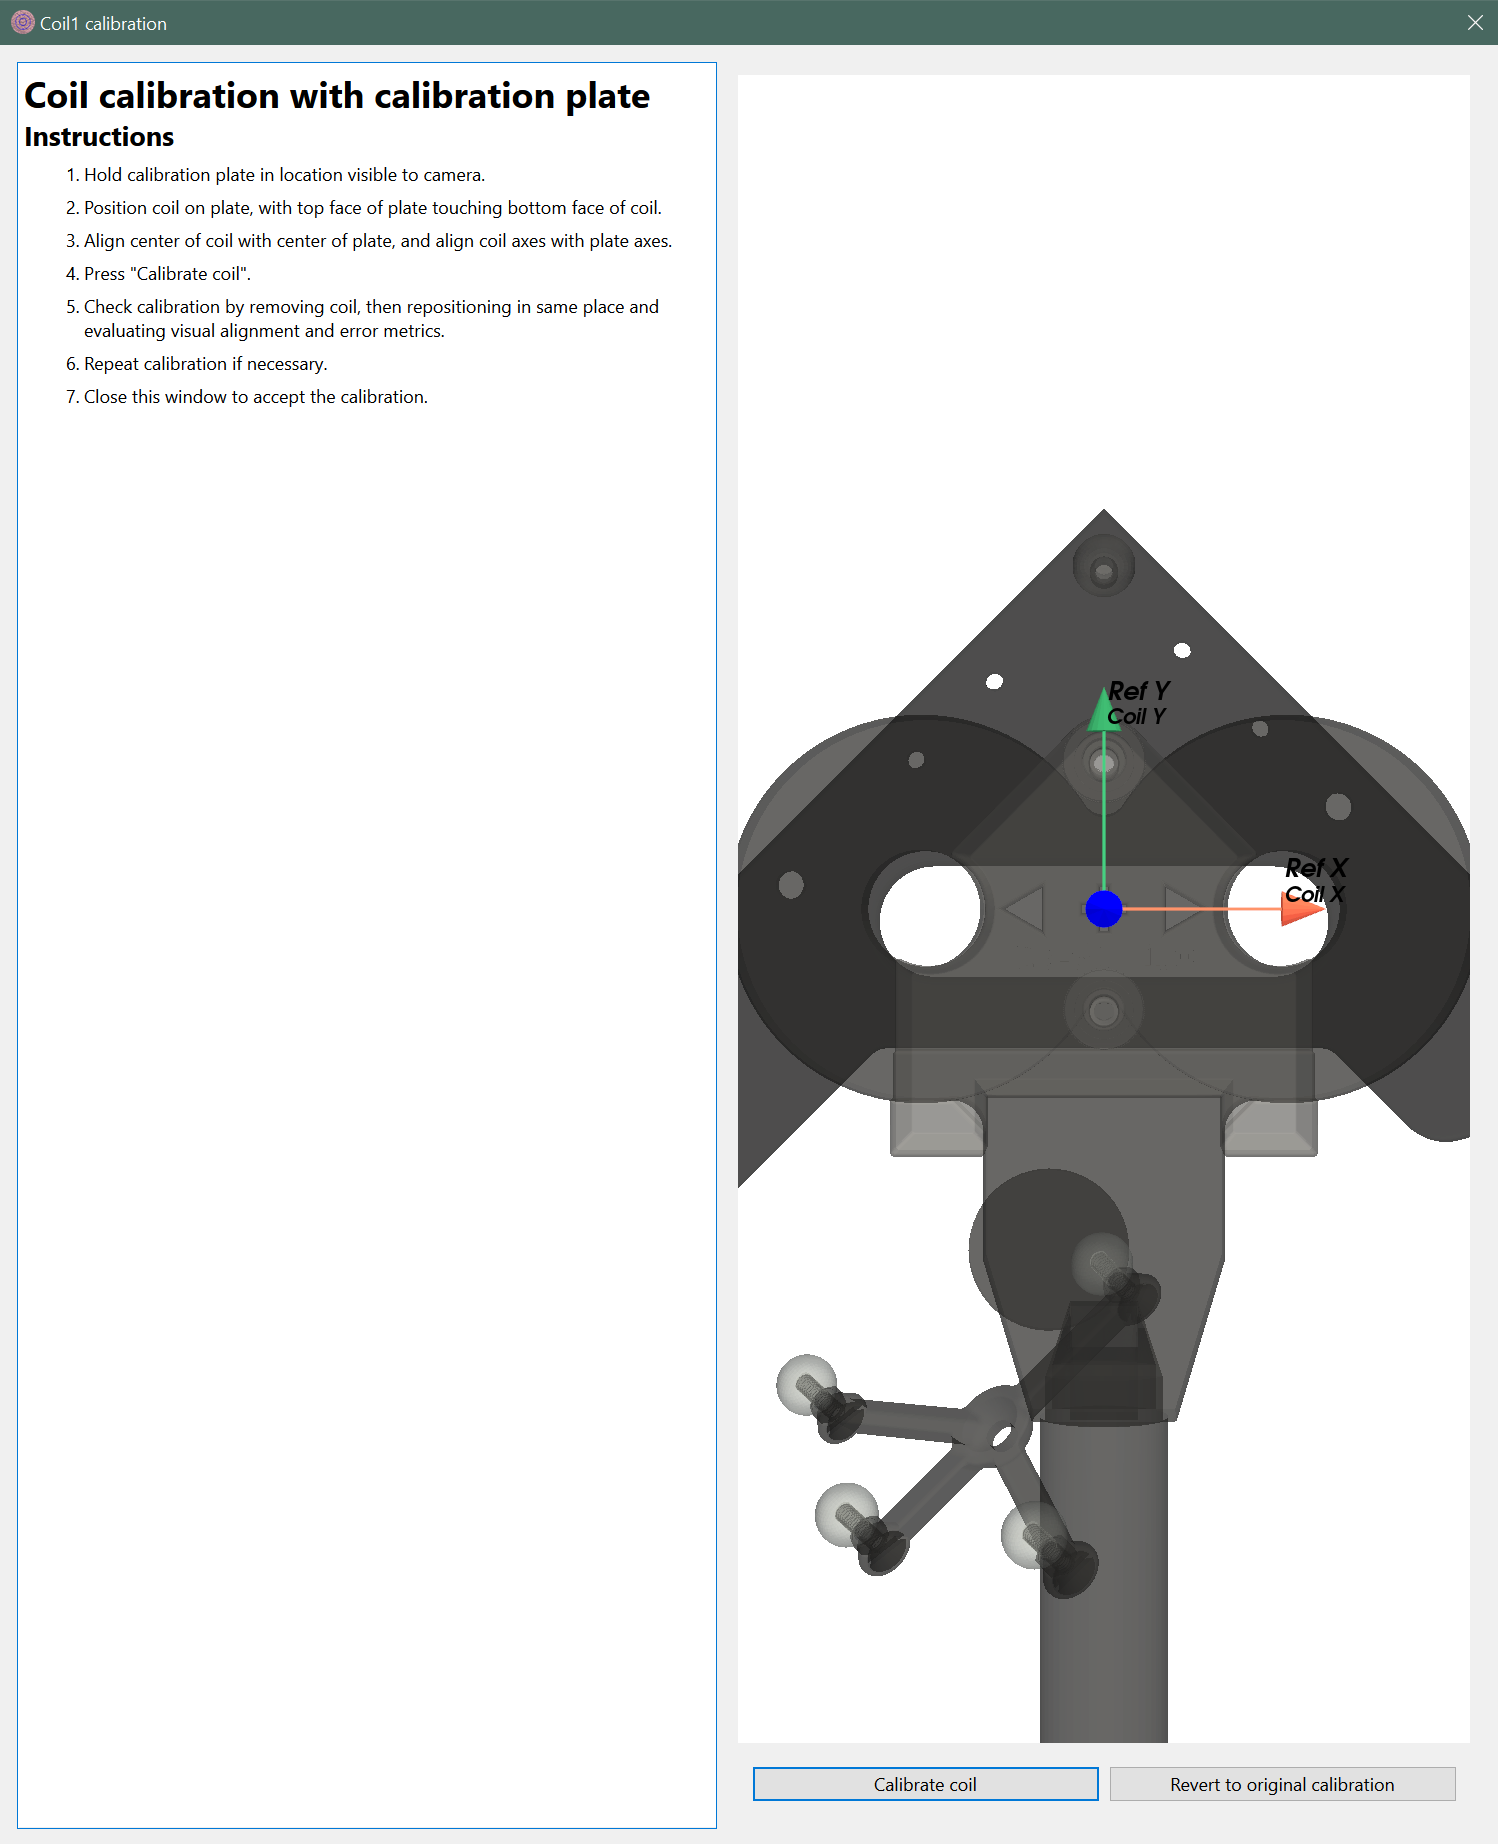 Coil1 calibration
Coil calibration with calibration plate
Instructions
1. Hold calibration plate in location visible to camera.
2. Position coil on plate, with top face of plate touching bottom face of coil.
3. Align center of coil with center of plate, and align coil axes with plate axes.
4. Press "Calibrate coil".
5. Check calibration by removing coil, then repositioning in same place and
evaluating visual alignment and error metrics.
6. Repeat calibration if necessary.
7. Close this window to accept the calibration.
Ref Y
Coil Y
Ref X
Coil X
Calibrate coil
Revert to original calibration